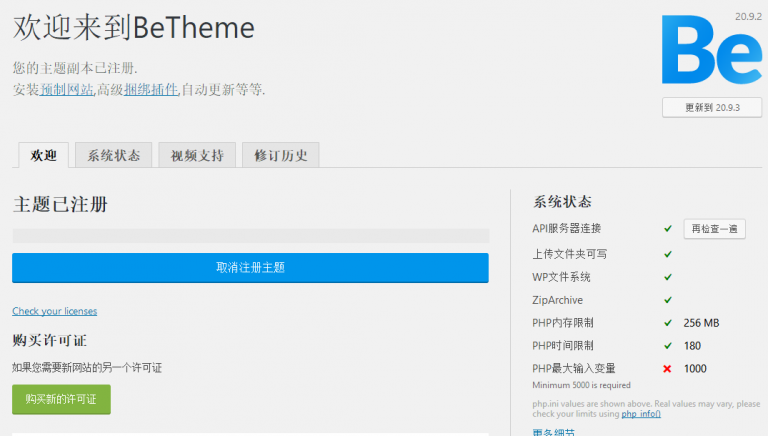 欢迎来到BeTheme
20.9.2
Be
您的主题副本已注册.
安装预制网站,高级捆绑插件,自动更新等等.
更新到 20.9.3
欢迎
系统状态
视频支持
修订历史
主题已注册
取消注册主题
Check your licenses
购买许可证
如果您需要新网站的另一个许可证
购买新的许可证
系统状态
API服务器连接 再检查一遍
上传文件夹可写
WP文件系统
ZipArchive
PHP内存限制 256 MB
PHP时间限制 180
PHP最大输入变量 1000
Minimum 5000 is required
php.ini values are shown above. Real values may vary, please
check your limits using php_info()
更多细节